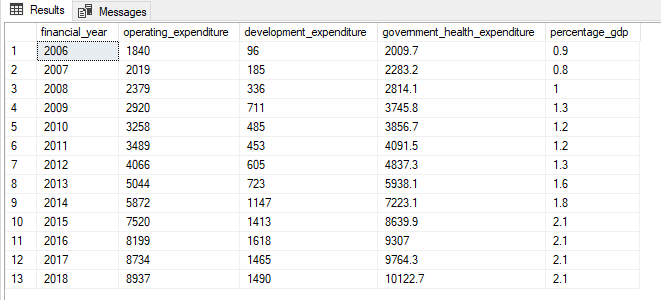 Results Messages
financial_year operating_expenditure development_expenditure government_health_expenditure percentage_gdp
1 2006 1840 96 2009.7 0.9
2 2007 2019 185 2283.2 0.8
3 2008 2379 336 2814.1 1
4 2009 2920 711 3745.8 1.3
5 2010 3258 485 3856.7 1.2
6 2011 3489 453 4091.5 1.2
7 2012 4066 605 4837.3 1.3
8 2013 5044 723 5938.1 1.6
9 2014 5872 1147 7223.1 1.8
10 2015 7520 1413 8639.9 2.1
11 2016 8199 1618 9307 2.1
12 2017 8734 1465 9764.3 2.1
13 2018 8937 1490 10122.7 2.1